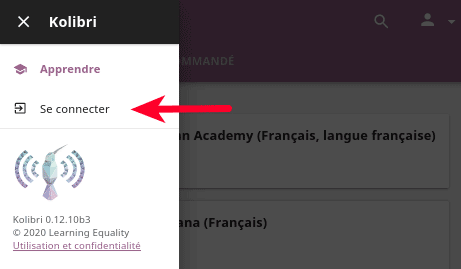 Kolibri
Apprendre
Se connecter
Kolibri 0.12.10b3
© 2020 Learning Equality
Utilisation et confidentialité
MMANDÉ
Academy (Français, langue française)
(Français)